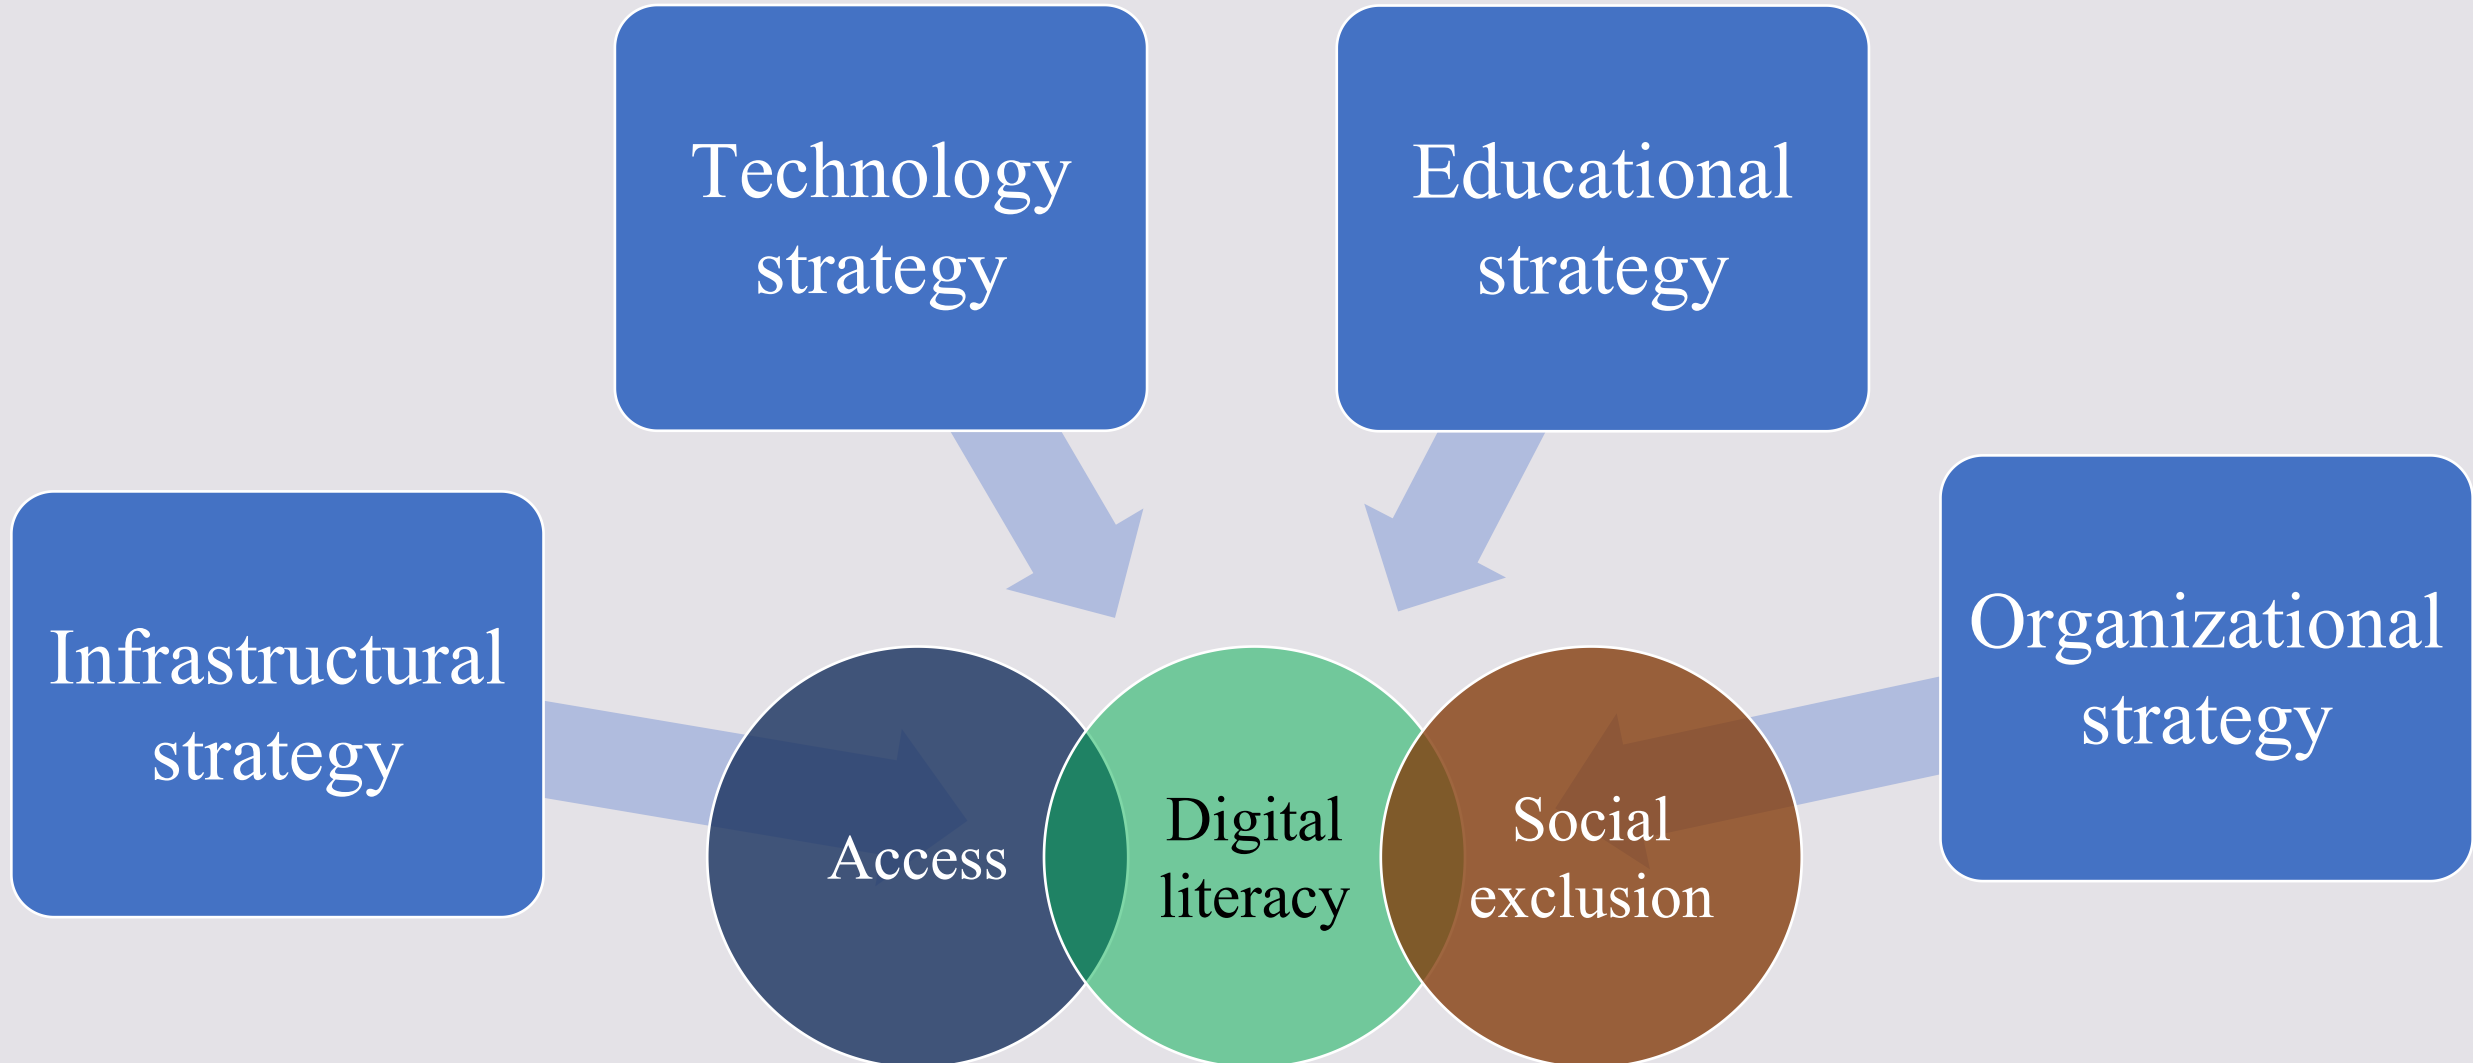 Technology
strategy
Educational
strategy
Infrastructural
strategy
Organizational
strategy
Access
Digital
literacy
Social
exclusion